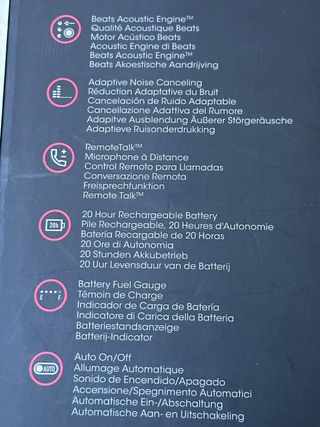 Beats Acoustic Engine™
Qualité Acoustique Beats
Motor Acústico Beats
Acoustic Engine di Beats
Beats Acoustic Engine™
Beats Akoestische Aandrijving
Adaptive Noise Canceling
Réduction Adaptative du Bruit
Cancelación de Ruido Adaptable
Cancellazione Adattiva del Rumore
Adapitve Ausblendung Äußerer Störgeräusche
Adaptieve Ruisonderdrukking
RemoteTalk™
Microphone à Distance
Control Remoto para Llamadas
Conversazione Remota
Freisprechfunktion
Remote Talk™
20h
20 Hour Rechargeable Battery
Pile Rechargeable, 20 Heures d'Autonomie
Batería Recargable de 20 Horas
20 Ore di Autonomia
20 Stunden Akkubetrieb
20 Uur Levensduur van de Batterij
E F
Battery Fuel Gauge
Témoin de Charge
Indicador de Carga de Batería
Indicatore di Carica della Batteria
Batteriestandsanzeige
Batterij-Indicator
AUTO
Auto On/Off
Allumage Automatique
Sonido de Encendido/Apagado
Accensione/Spegnimento Automatici
Automatische Ein-/Abschaltung
Automatische Aan- en Uitschakeling